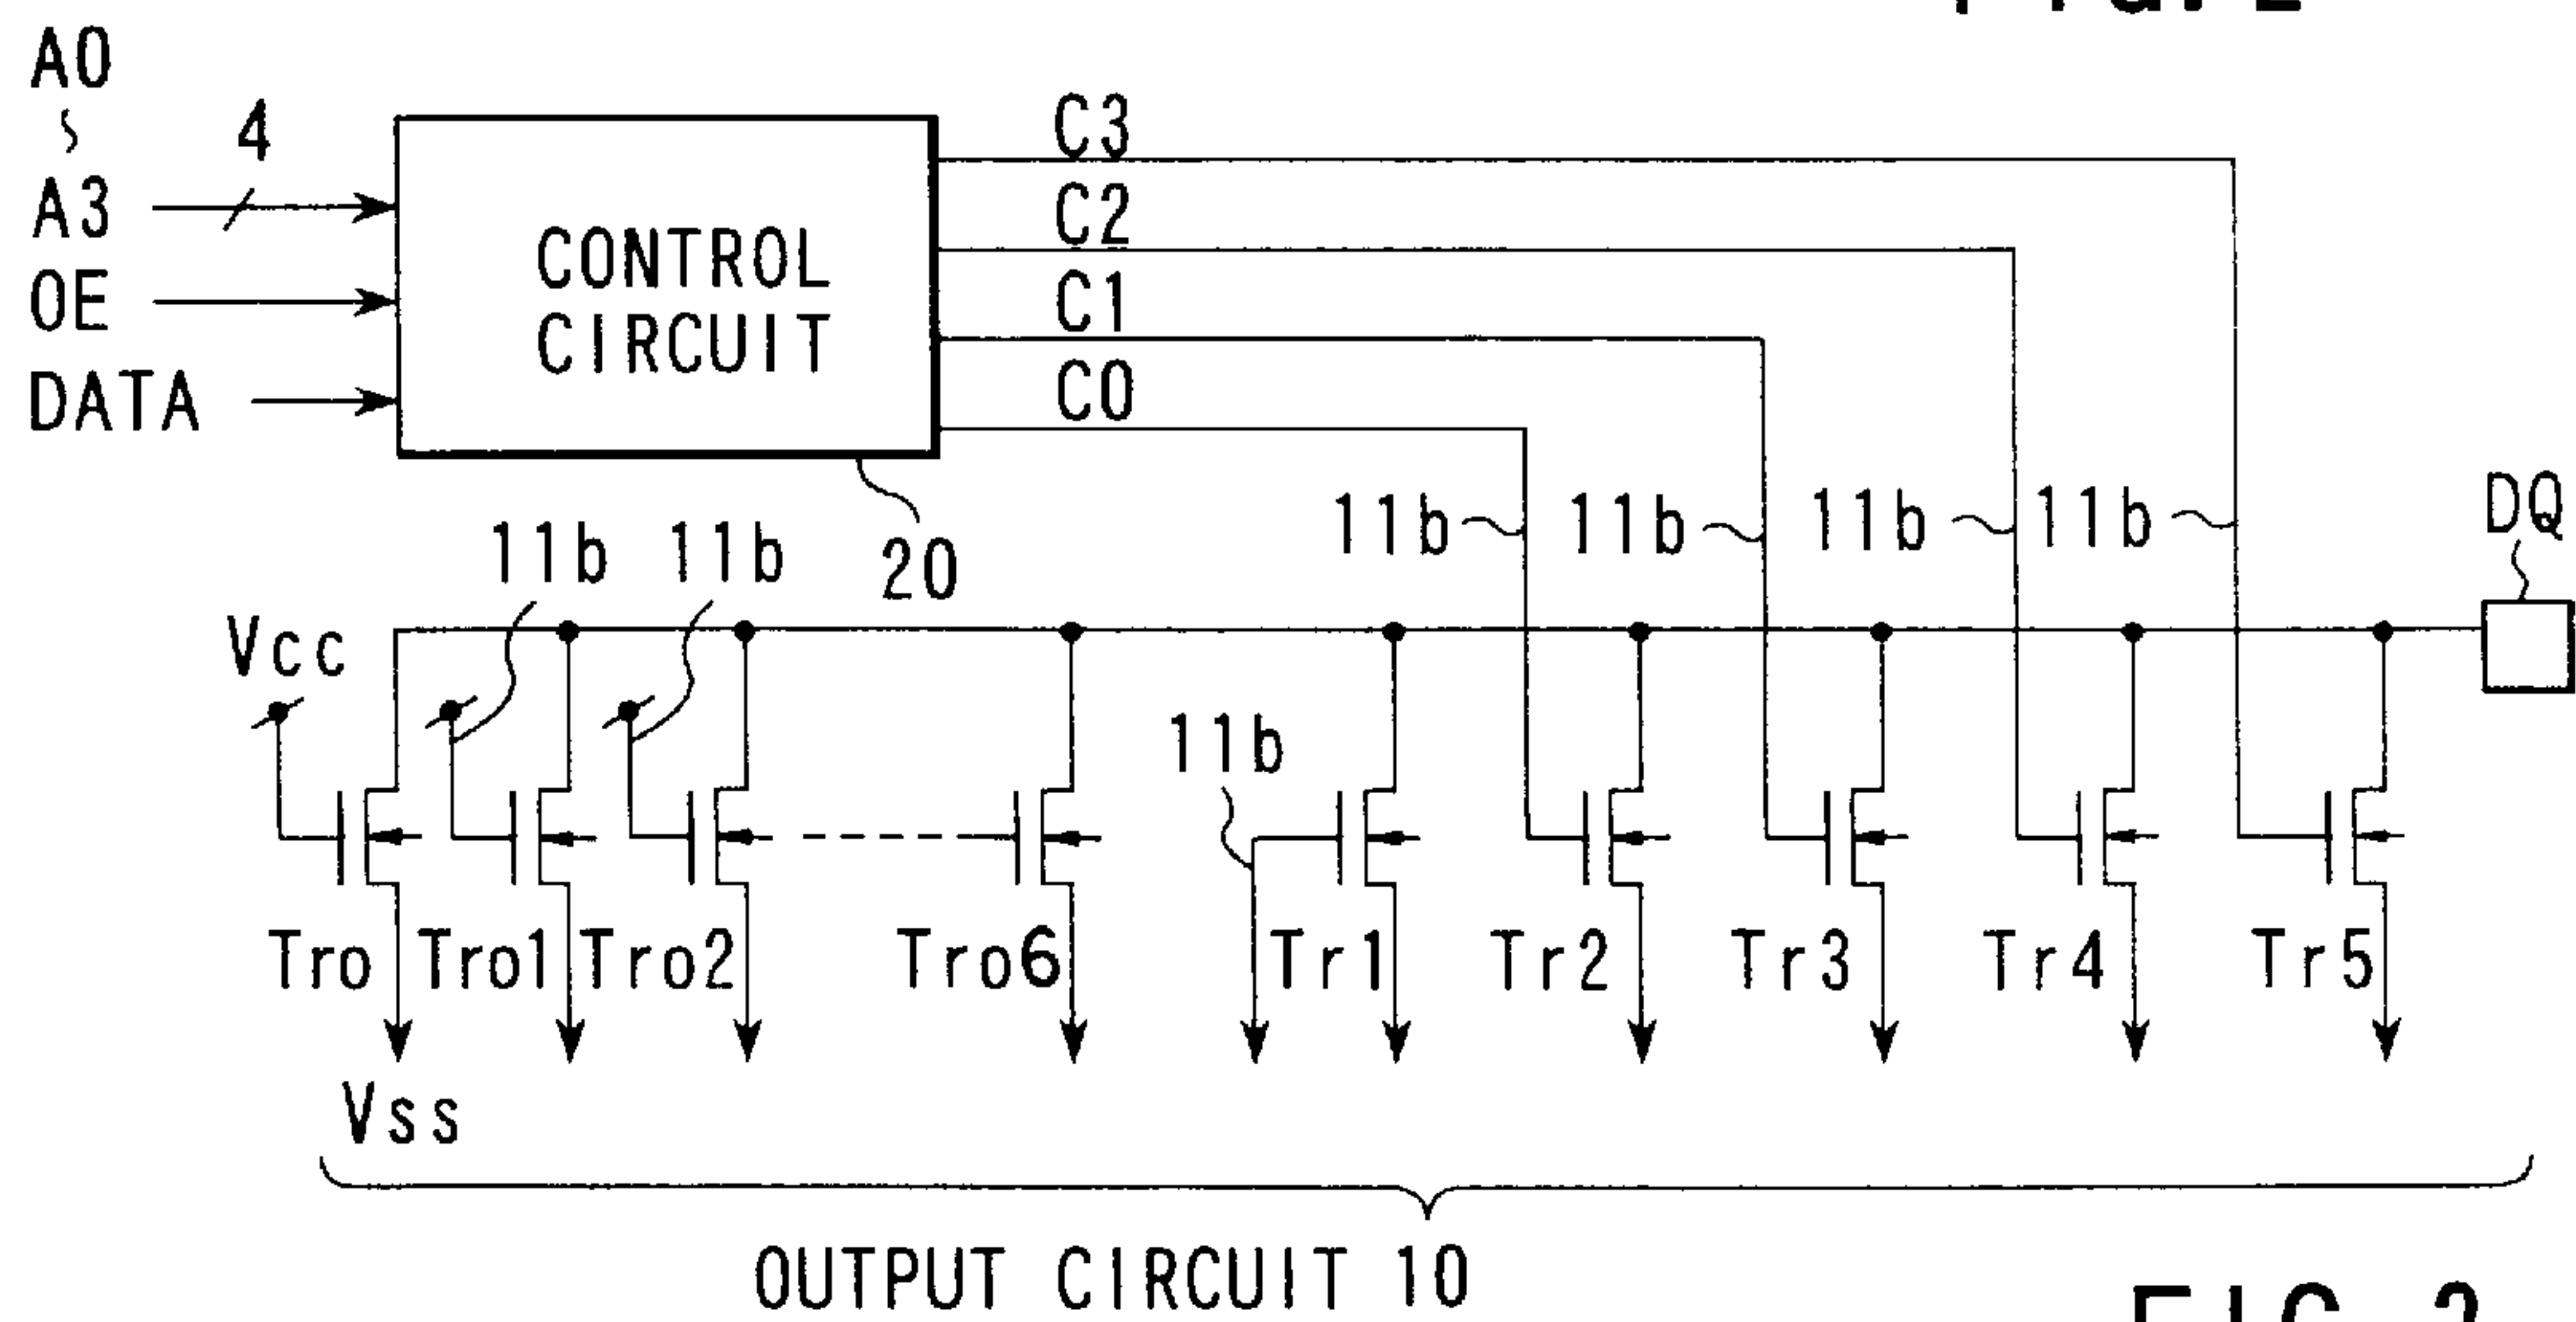 A0
A3
4
OE
DATA
CONTROL
CIRCUIT
C3
C2
C1
C0
20
11b
11b
11b
11b
11b
11b
DQ
Vcc
11b
Tro
Tro1
Tro2
Tro6
Tr1
Tr2
Tr3
Tr4
Tr5
Vss
OUTPUT CIRCUIT 10